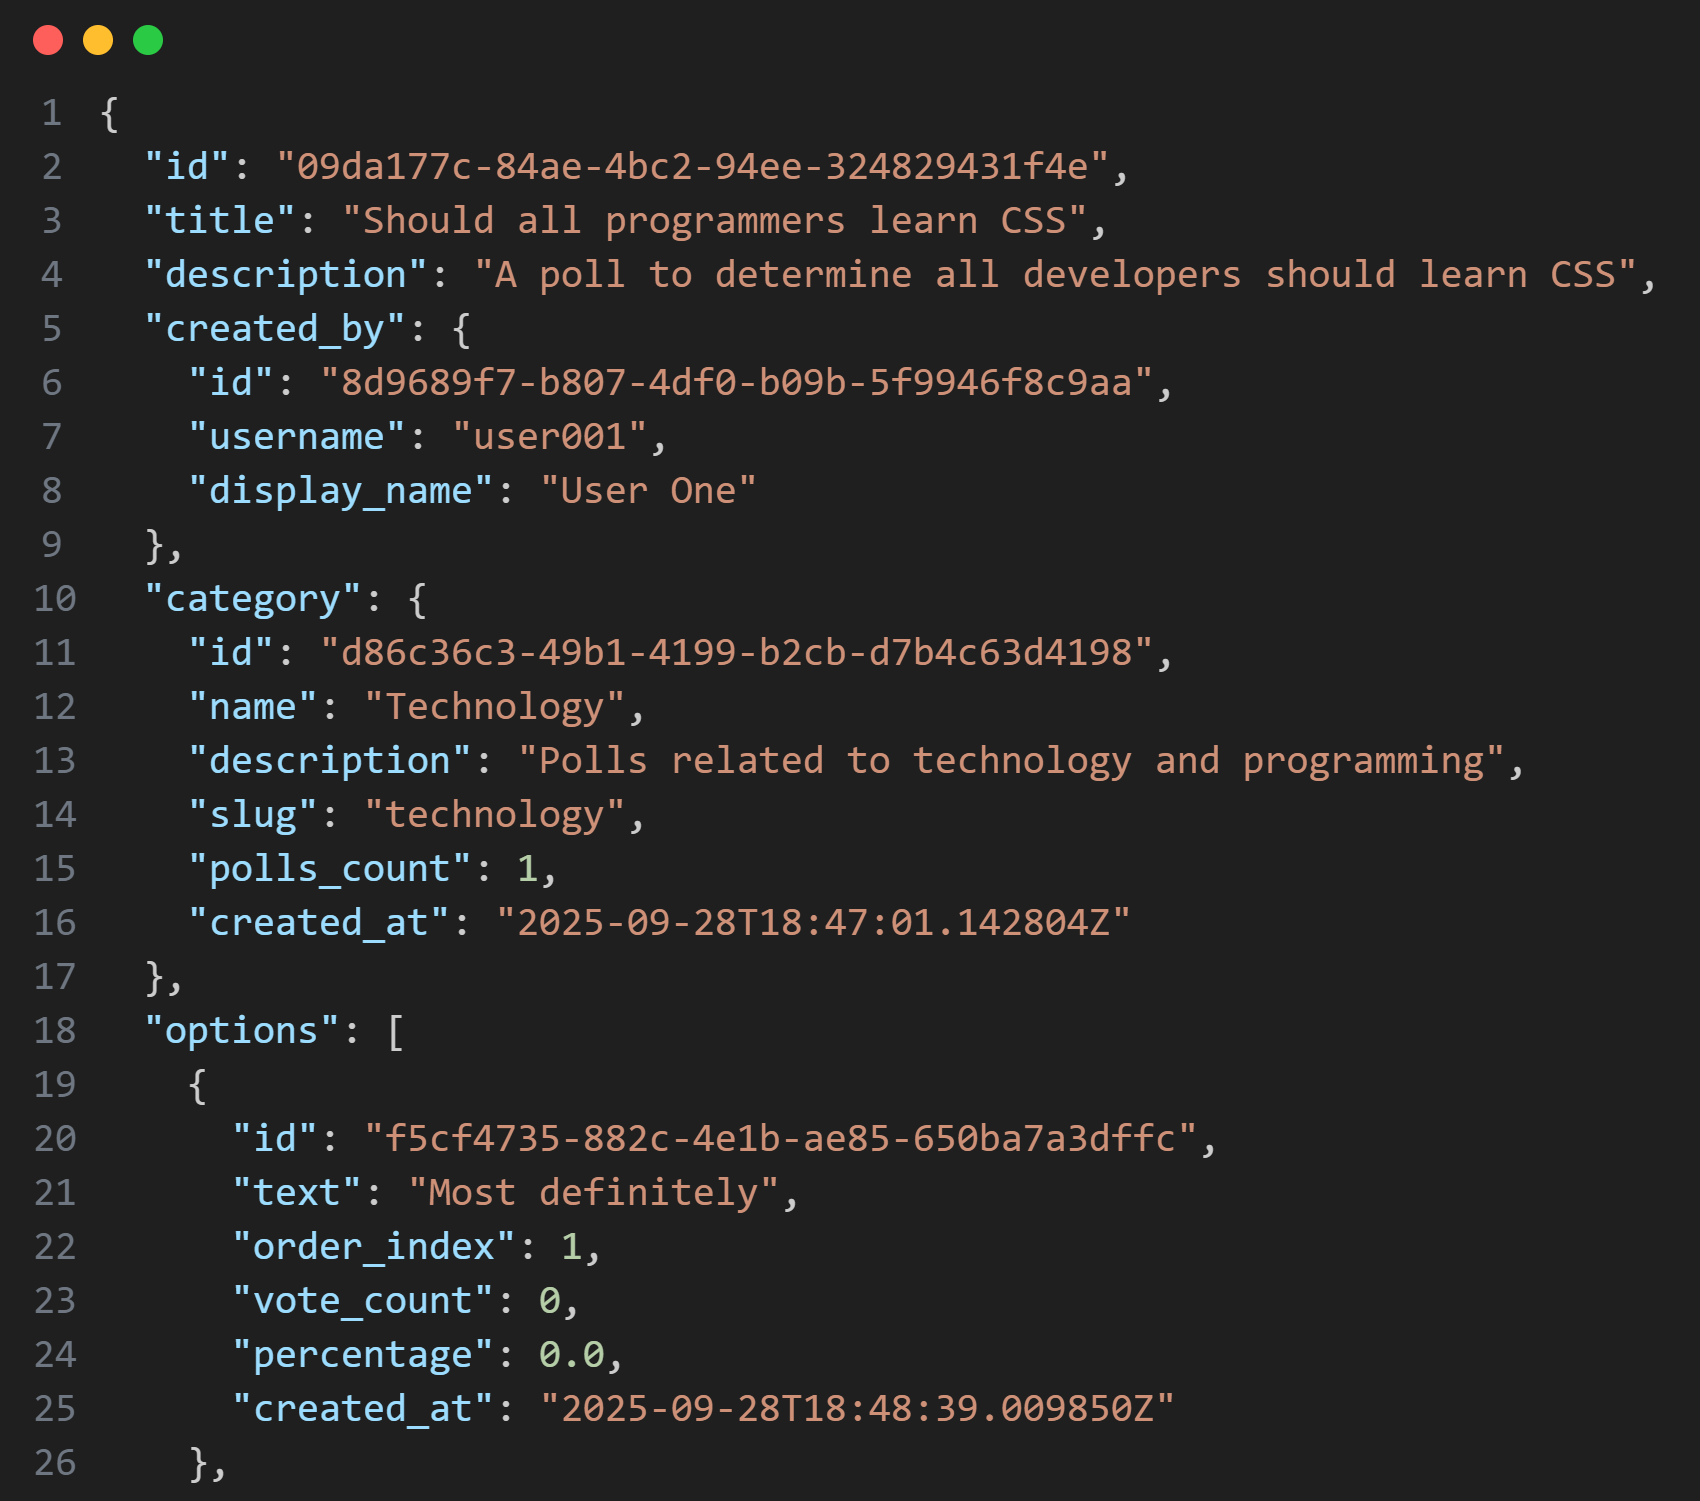 1 {
2   "id": "09da177c-84ae-4bc2-94ee-324829431f4e",
3   "title": "Should all programmers learn CSS",
4   "description": "A poll to determine all developers should learn CSS",
5   "created_by": {
6     "id": "8d9689f7-b807-4df0-b09b-5f9946f8c9aa",
7     "username": "user001",
8     "display_name": "User One"
9   },
10   "category": {
11     "id": "d86c36c3-49b1-4199-b2cb-d7b4c63d4198",
12     "name": "Technology",
13     "description": "Polls related to technology and programming",
14     "slug": "technology",
15     "polls_count": 1,
16     "created_at": "2025-09-28T18:47:01.142804Z"
17   },
18   "options": [
19     {
20       "id": "f5cf4735-882c-4e1b-ae85-650ba7a3dffc",
21       "text": "Most definitely",
22       "order_index": 1,
23       "vote_count": 0,
24       "percentage": 0.0,
25       "created_at": "2025-09-28T18:48:39.009850Z"
26     },